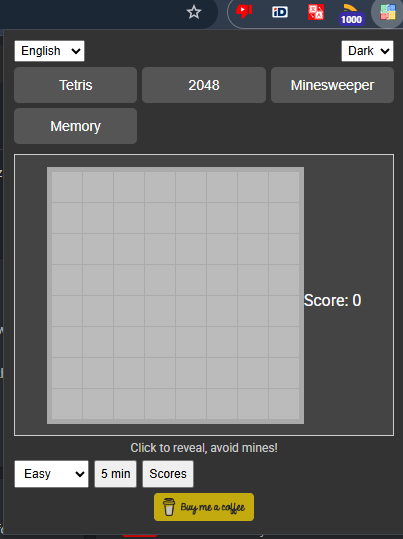 1000
English Dark
Tetris 2048 Minesweeper
Memory
Score: 0
Click to reveal, avoid mines!
Easy 5 min Scores
Buy me a coffee